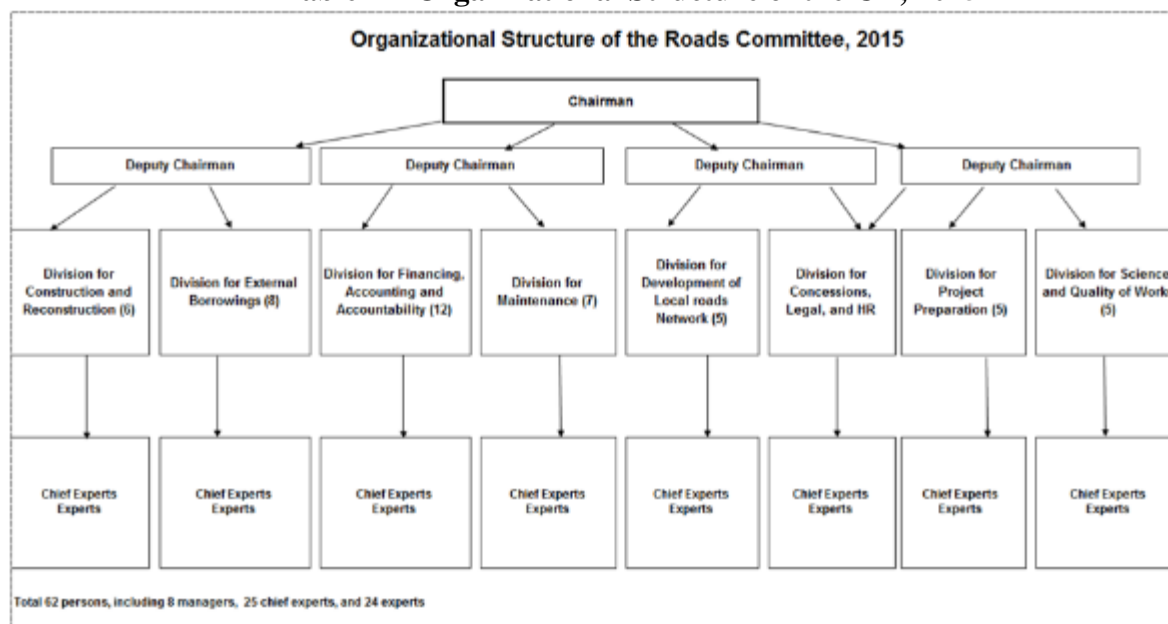 Organizational Structure of the Roads Committee, 2015
Chairman
Deputy Chairman
Deputy Chairman
Deputy Chairman
Deputy Chairman
Division for
Construction and
Reconstruction (6)
Division for External
Borrowings (8)
Division for Financing,
Accounting and
Accountability (12)
Division for
Maintenance (7)
Division for
Development of
Local roads
Network (5)
Division for
Concessions,
Legal, and HR
Division for
Project
Preparation (5)
Division for Science
and Quality of Work
(5)
Chief Experts
Experts
Chief Experts
Experts
Chief Experts
Experts
Chief Experts
Experts
Chief Experts
Experts
Chief Experts
Experts
Chief Experts
Experts
Chief Experts
Experts
Total 62 persons, including 8 managers, 25 chief experts, and 24 experts